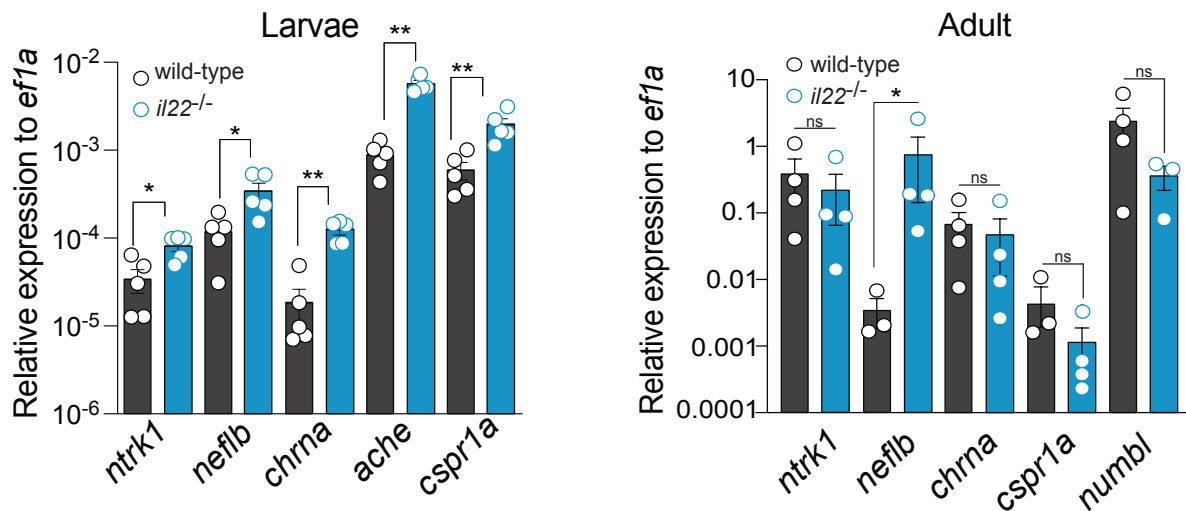 Larvae
Relative expression to ef1a
10-2
10-3
10-4
10-5
10-6
wild-type
il22-/-
*
*
**
**
**
ntrk1
neflb
chrna
ache
cspr1a
Adult
Relative expression to ef1a
10
1
0.1
0.01
0.001
0.0001
wild-type
il22-/-
ns
*
ns
ns
ns
ntrk1
neflb
chrna
cspr1a
numbl